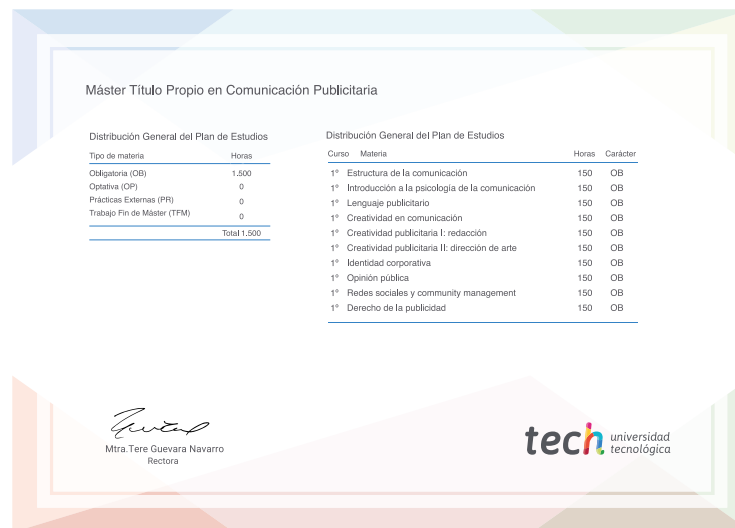 Máster Título Propio en Comunicación Publicitaria
Distribución General del Plan de Estudios
Tipo de materia Horas
Obligatoria (OB) 1.500
Optativa (OP) 0
Prácticas Externas (PR) 0
Trabajo Fin de Máster (TFM) 0
Total 1.500
Distribución General del Plan de Estudios
Curso Materia Horas Carácter
1º Estructura de la comunicación 150 OB
1º Introducción a la psicología de la comunicación 150 OB
1º Lenguaje publicitario 150 OB
1º Creatividad en comunicación 150 OB
1º Creatividad publicitaria I: redacción 150 OB
1º Creatividad publicitaria II: dirección de arte 150 OB
1º Identidad corporativa 150 OB
1º Opinión pública 150 OB
1º Redes sociales y community management 150 OB
1º Derecho de la publicidad 150 OB
Mtra.Tere Guevara Navarro
Rectora
tech universidad
tecnológica